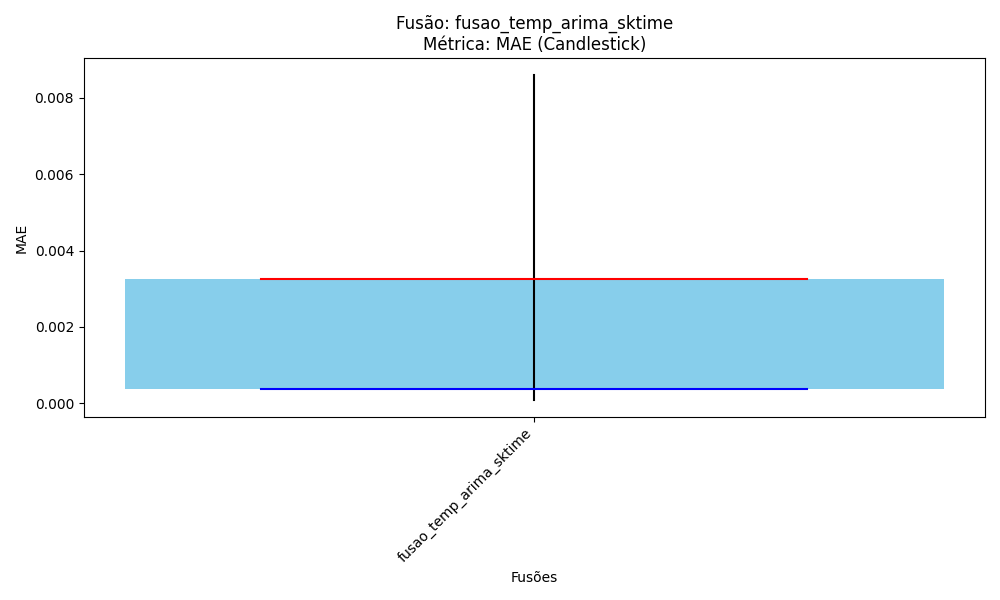 Fusão: fusao_temp_arima_sktime
Métrica: MAE (Candlestick)
0.008
0.006
0.004
0.002
0.000
MAE
fusao_temp_arima_sktime
Fusões